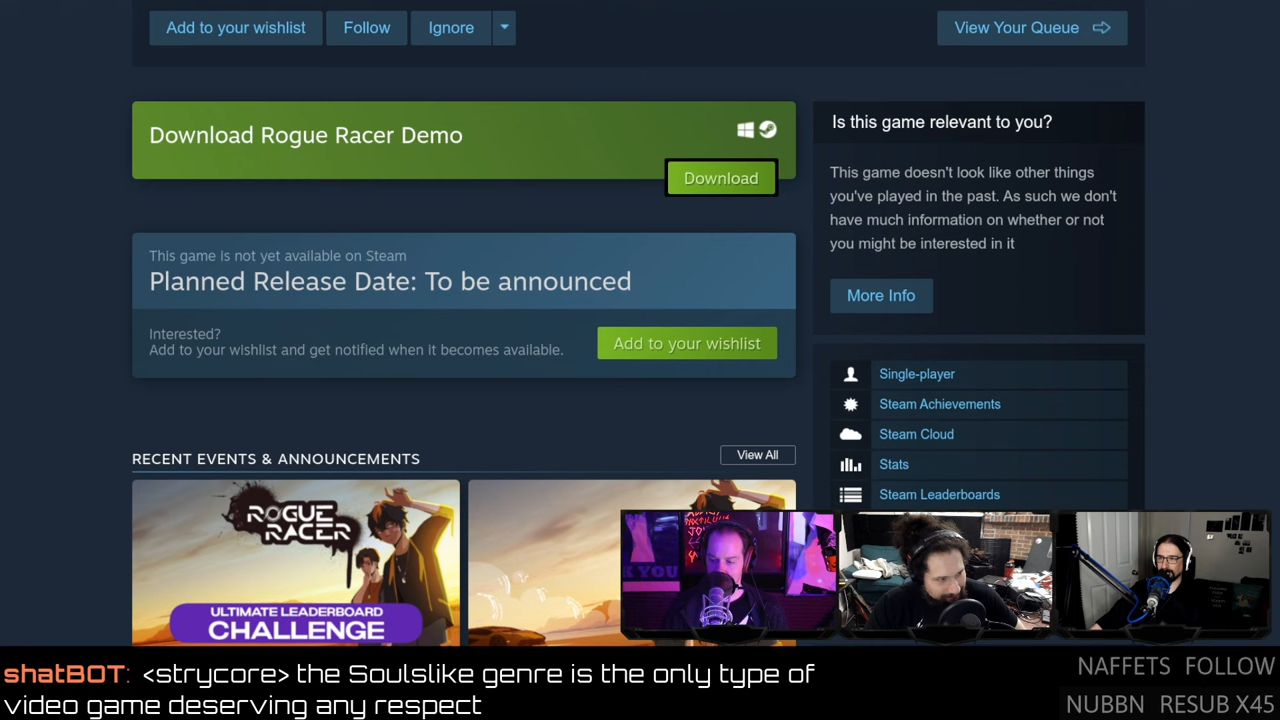 Add to your wishlist
Follow
Ignore
View Your Queue
Download Rogue Racer Demo
Download
Is this game relevant to you?
This game doesn't look like other things
you've played in the past. As such we don't
have much information on whether or not
you might be interested in it
More Info
This game is not yet available on Steam
Planned Release Date: To be announced
Interested?
Add to your wishlist and get notified when it becomes available.
Add to your wishlist
Single-player
Steam Achievements
Steam Cloud
Stats
Steam Leaderboards
RECENT EVENTS & ANNOUNCEMENTS
View All
ROGUE
RACER
ULTIMATE LEADERBOARD
CHALLENGE
K YOU
shatBOT: <strycore> the Soulslike genre is the only type of
video game deserving any respect
NAFFETS FOLLOW
NUBBN RESUB X45